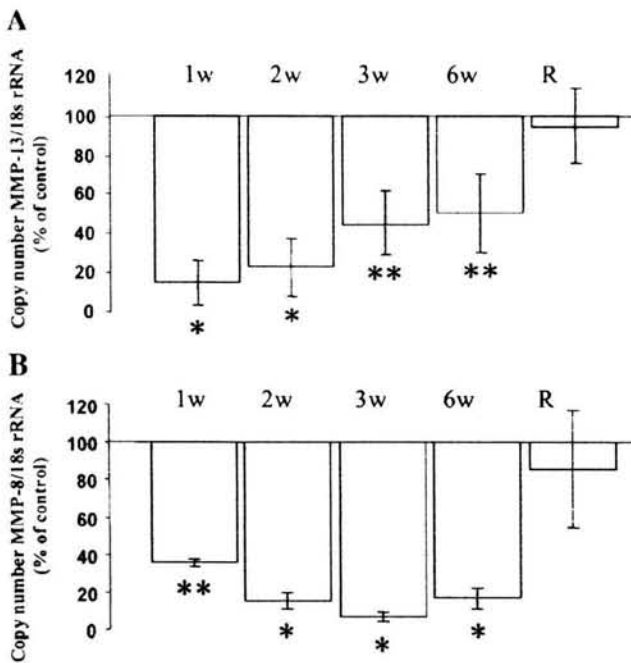 A
Copy number MMP-13/18s rRNA
( % of control)
120
100
80
60
40
20
0
1w 2w 3w 6w R
* * ** **
B
Copy number MMP-8/18s rRNA
(% of control)
120
100
80
60
40
20
0
1w 2w 3w 6w R
** * * *